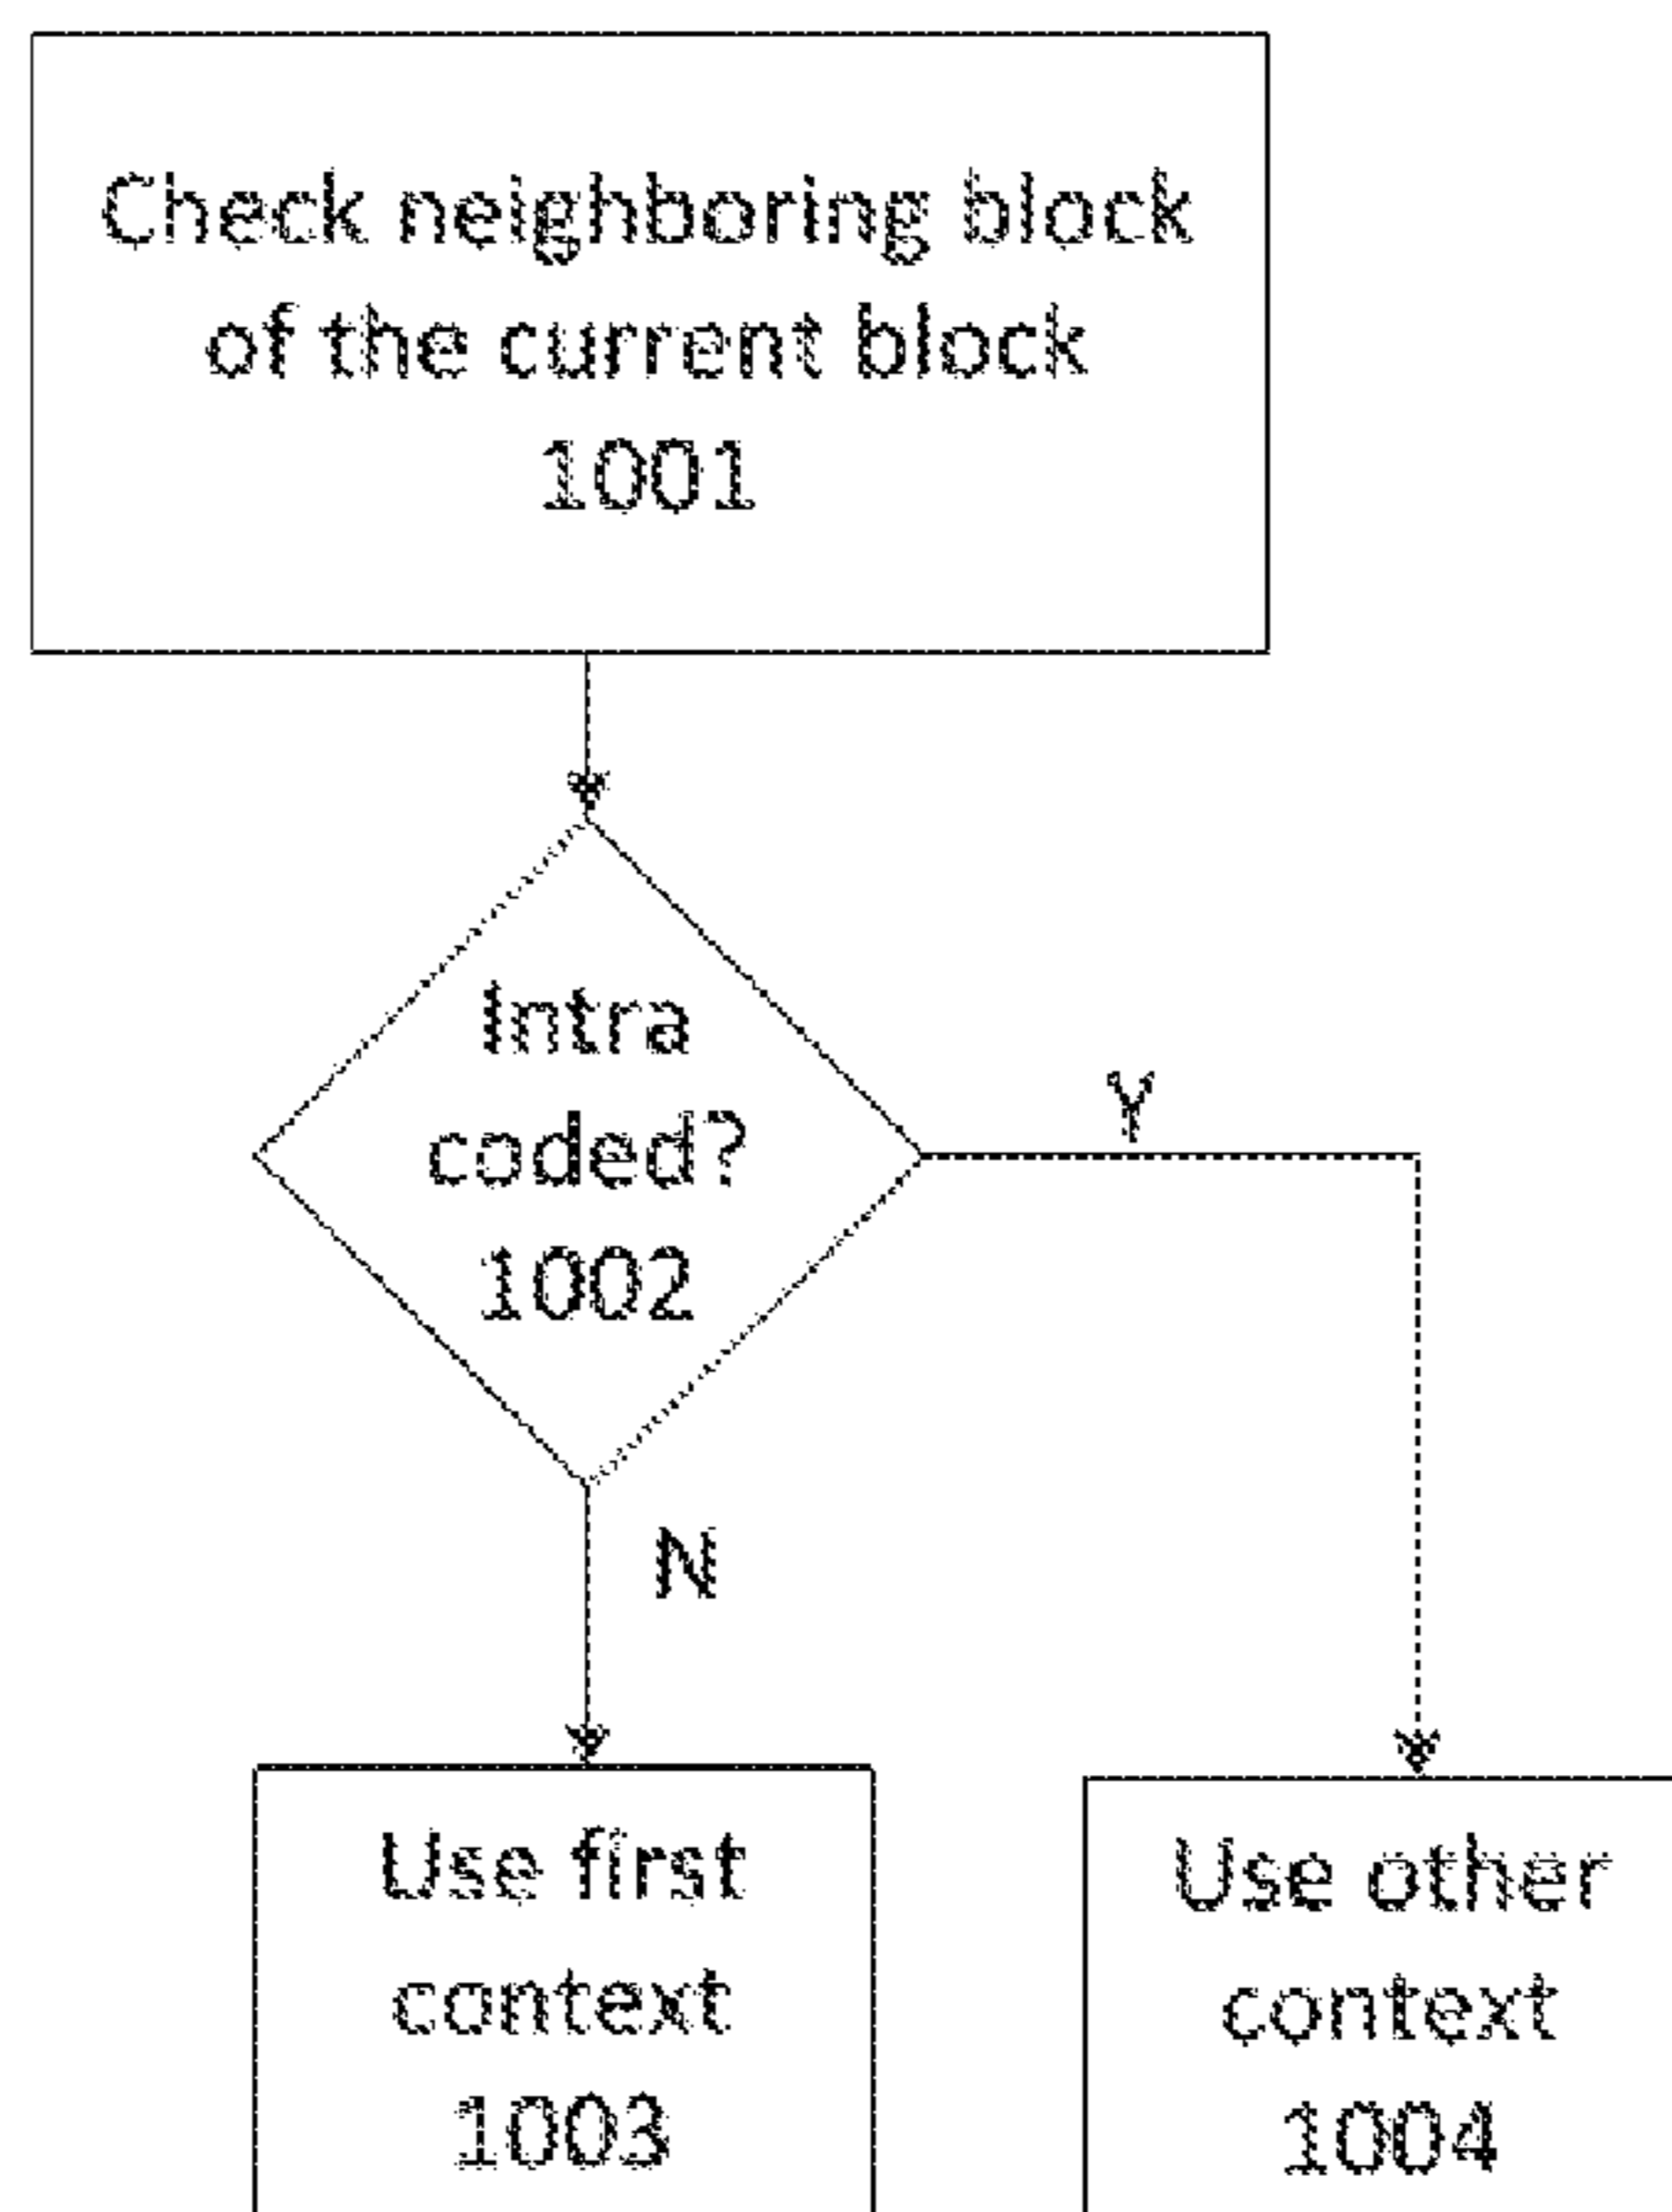 Check neighboring block
of the current block
1001
Intra
coded?
1002
Y
N
Use first
context
1003
Use other
context
1004